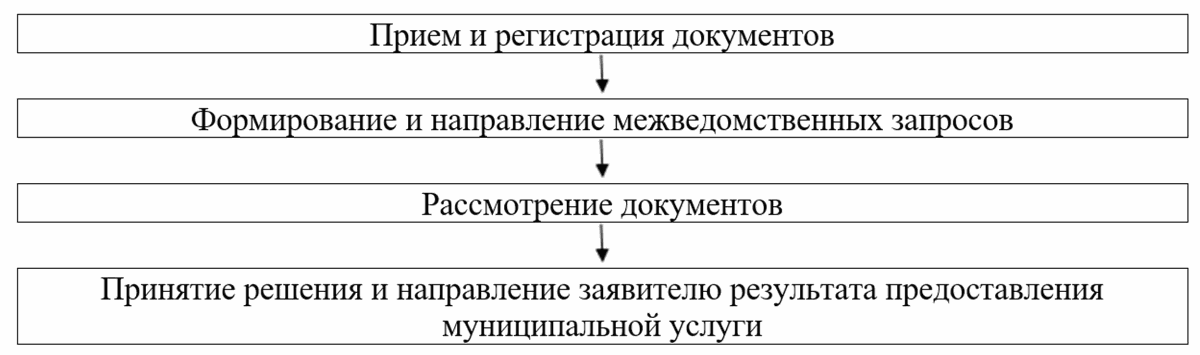 Прием и регистрация документов
Формирование и направление межведомственных запросов
Рассмотрение документов
Принятие решения и направление заявителю результата предоставления
муниципальной услуги